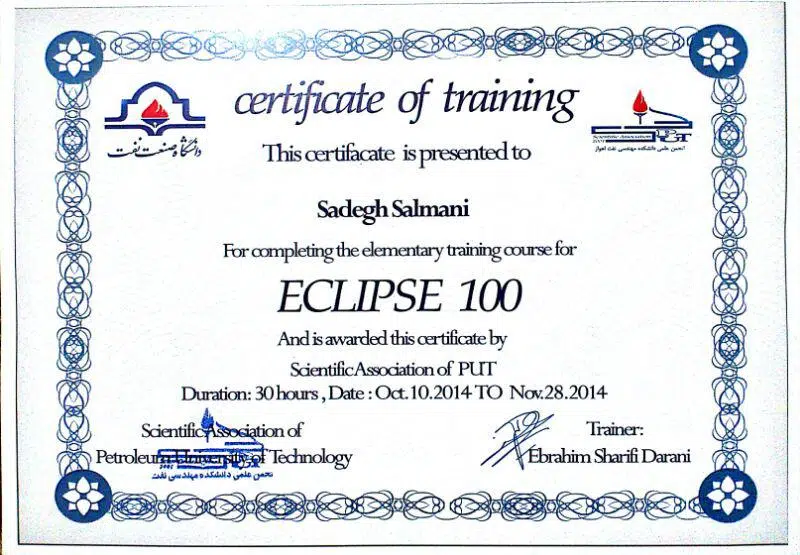 certificate of training
دانشگاه صنعت نفت
Scientific Association
PUT
انجمن علمی دانشکده مهندسی نفت اهواز
This certifacate is presented to
Sadegh Salmani
For completing the elementary training course for
ECLIPSE 100
And is awarded this certificate by
Scientific Association of PUT
Duration: 30 hours , Date : Oct.10.2014 TO Nov.28.2014
Scientific Association of
Petroleum University of Technology
انجمن علمی دانشکده مهندسی نفت
Trainer:
Ebrahim Sharifi Darani